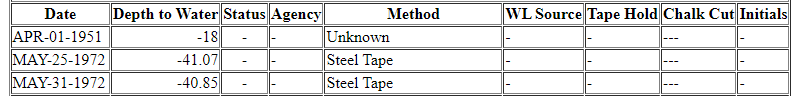 Date Depth to Water Status Agency Method WL Source Tape Hold Chalk Cut Initials
APR-01-1951 -18 - - Unknown - - --- -
MAY-25-1972 -41.07 - - Steel Tape - - --- -
MAY-31-1972 -40.85 - - Steel Tape - - --- -